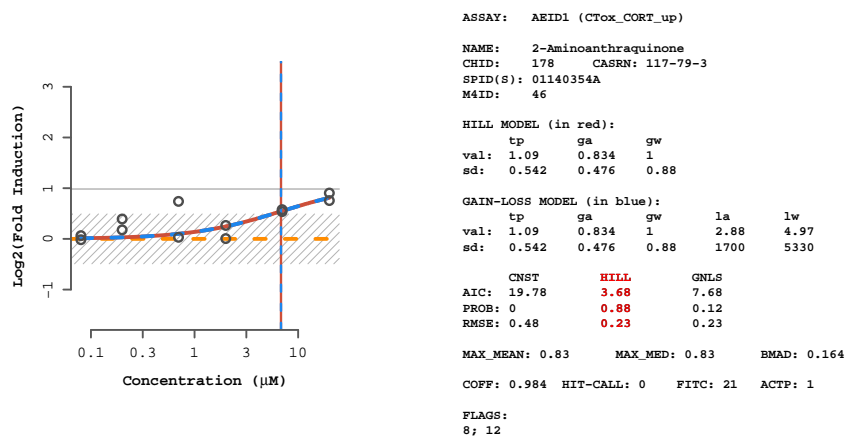 Log2(Fold Induction)
3
2
1
0
-1
0.1 0.3 1 3 10
Concentration (µM)
ASSAY: AEID1 (CTox_CORT_up)
NAME: 2-Aminoanthraquinone
CHID: 178 CASRN: 117-79-3
SPID(S): 01140354A
M4ID: 46
HILL MODEL (in red):
tp ga gw
val: 1.09 0.834 1
sd: 0.542 0.476 0.88
GAIN-LOSS MODEL (in blue):
tp ga gw la lw
val: 1.09 0.834 1 2.88 4.97
sd: 0.542 0.476 0.88 1700 5330
CNST HILL GNLS
AIC: 19.78 3.68 7.68
PROB: 0 0.88 0.12
RMSE: 0.48 0.23 0.23
MAX_MEAN: 0.83 MAX_MED: 0.83 BMAD: 0.164
COFF: 0.984 HIT-CALL: 0 FITC: 21 ACTP: 1
FLAGS:
8; 12